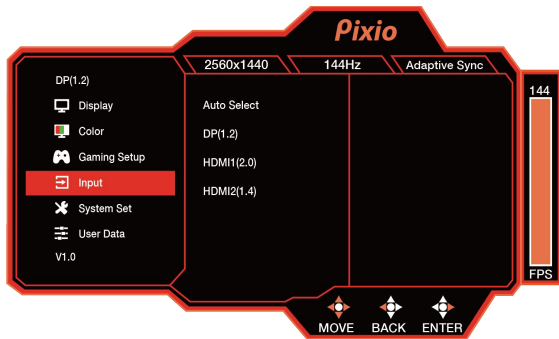 Pixio
2560x1440 144Hz Adaptive Sync
DP(1.2)
Display
Color
Gaming Setup
Input
System Set
User Data
V1.0
Auto Select
DP(1.2)
HDMI1(2.0)
HDMI2(1.4)
144
FPS
MOVE BACK ENTER